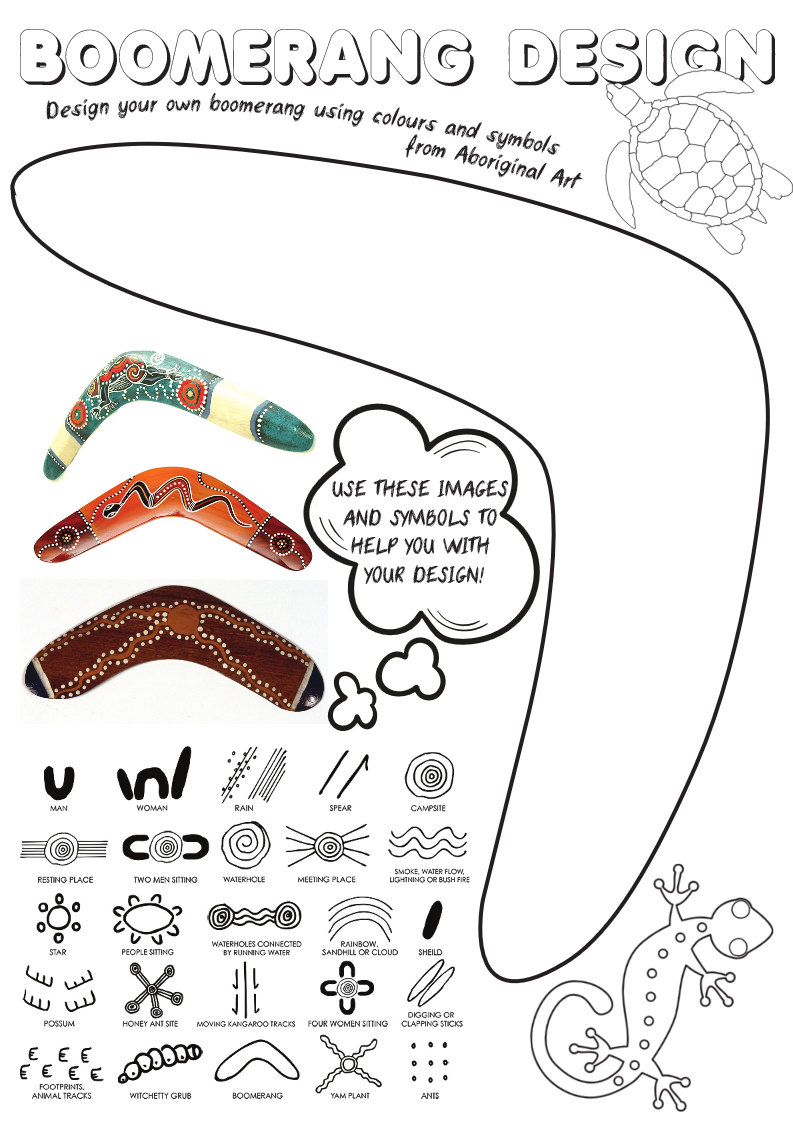 BOOMERANG DESIGN
Design your own boomerang using colours and symbols
from Aboriginal Art
USE THESE IMAGES
AND SYMBOLS TO
HELP YOU WITH
YOUR DESIGN!
MAN
WOMAN
RAIN
SPEAR
CAMPSITE
RESTING PLACE
TWO MEN SITTING
WATERHOLE
MEETING PLACE
SMOKE, WATER FLOW,
LIGHTNING OR BUSH FIRE
STAR
PEOPLE SITTING
WATERHOLES CONNECTED
BY RUNNING WATER
RAINBOW,
SANDHILL OR CLOUD
SHEILD
POSSUM
HONEY ANT SITE
MOVING KANGAROO TRACKS
FOUR WOMEN SITTING
DIGGING OR
CLAPPING STICKS
FOOTPRINTS,
ANIMAL TRACKS
WITCHETTY GRUB
BOOMERANG
YAM PLANT
ANTS